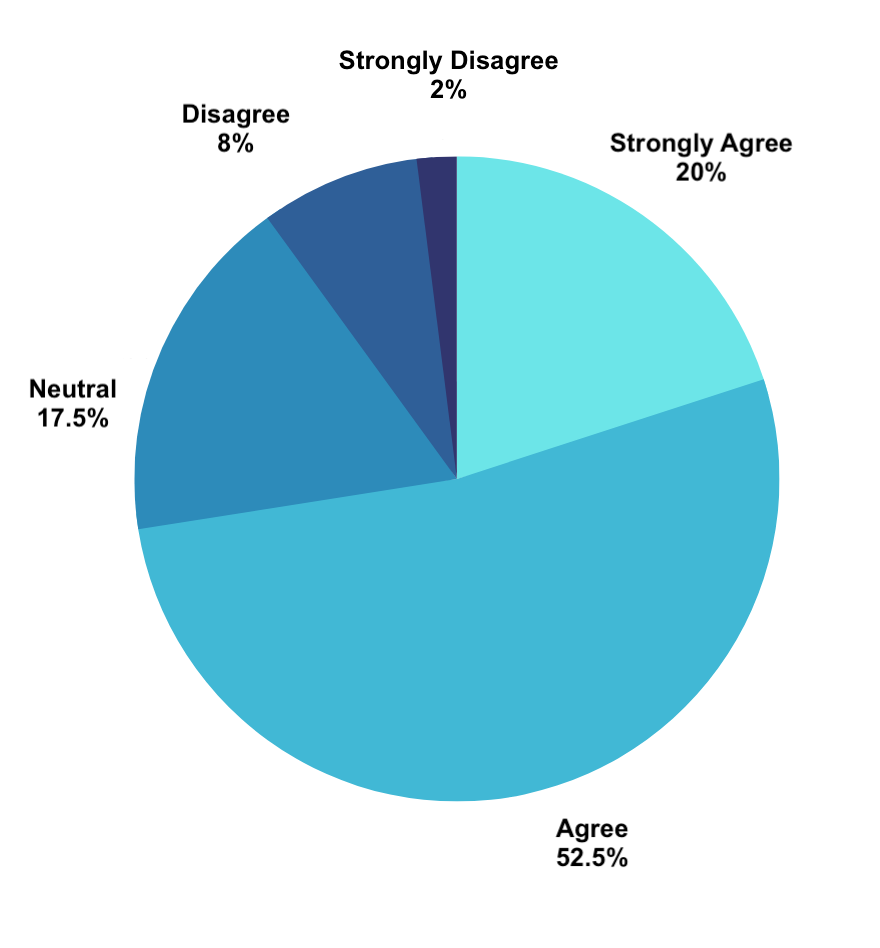 Strongly Disagree
2%
Disagree
8%
Strongly Agree
20%
Neutral
17.5%
Agree
52.5%